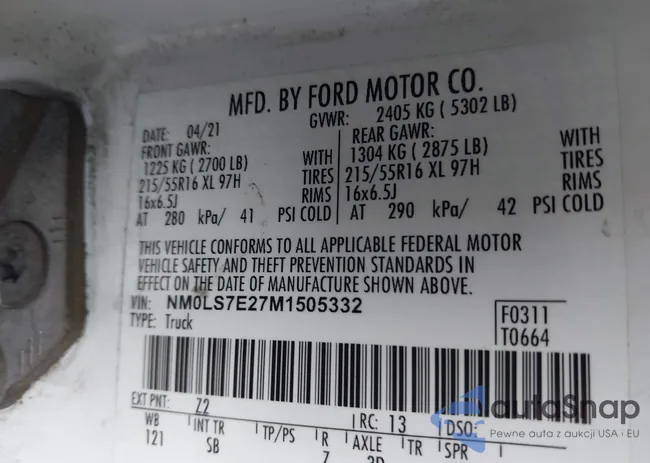 MFD. BY FORD MOTOR CO.
DATE: 04/21 GVWR: 2405 KG ( 5302 LB)
FRONT GAWR: REAR GAWR:
1225 KG ( 2700 LB) WITH 1304 KG ( 2875 LB) WITH
215/55R16 XL 97H TIRES 215/55R16 XL 97H TIRES
16x6.5J RIMS 16x6.5J RIMS
AT 280 kPa/ 41 PSI COLD AT 290 kPa/ 42 PSI COLD
THIS VEHICLE CONFORMS TO ALL APPLICABLE FEDERAL MOTOR
VEHICLE SAFETY AND THEFT PREVENTION STANDARDS IN
EFFECT ON THE DATE OF MANUFACTURE SHOWN ABOVE.
VIN: NM0LS7E27M1505332
TYPE: Truck
F0311
T0664
EXT PNT: Z2 RC: 13 DSO:
WB INT TR TP/PS R AXLE TR SPR
121 SB 7
autoSnap
Pewne auta z aukcji USA i EU